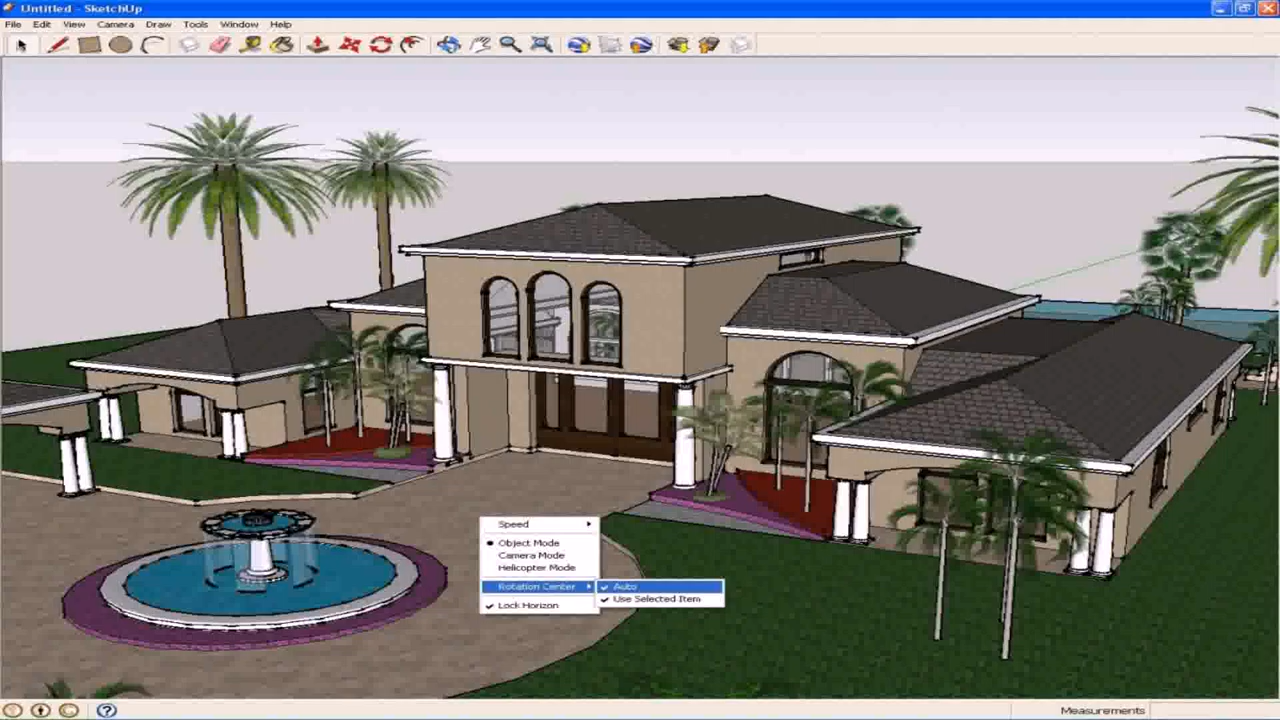 Untitled - SketchUp
File Edit View Camera Draw Tools Window Help
Speed
Object Mode
Camera Mode
Helicopter Mode
Rotation Center
Auto
Use Selected Item
Lock Horizon
Measurements